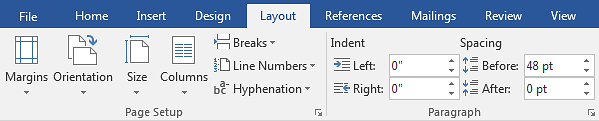 File Home Insert Design Layout References Mailings Review View
Breaks Indent Spacing
Margins Orientation Size Columns Line Numbers Left: 0" Before: 48 pt
a-bc Hyphenation Right: 0" After: 0 pt
Page Setup Paragraph